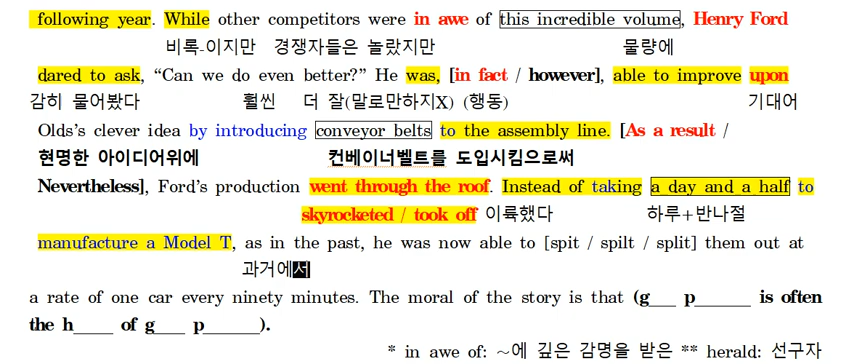 following year. While other competitors were in awe of this incredible volume, Henry Ford
비록-이지만 경쟁자들은 놀랐지만 물량에
dared to ask, “Can we do even better?” He was, [in fact / however], able to improve upon
감히 물어봤다 훨씬 더 잘(말로만하지X) (행동) 기대어
Olds’s clever idea by introducing conveyor belts to the assembly line. [As a result /
현명한 아이디어위에 컨베이너벨트를 도입시킴으로써
Nevertheless], Ford’s production went through the roof. Instead of taking a day and a half to
skyrocketed / took off 이륙했다 하루+반나절
manufacture a Model T, as in the past, he was now able to [spit / spilt / split] them out at
과거에서
a rate of one car every ninety minutes. The moral of the story is that (g___ p______ is often
the h____ of g___ p______).
* in awe of: ~에 깊은 감명을 받은 ** herald: 선구자